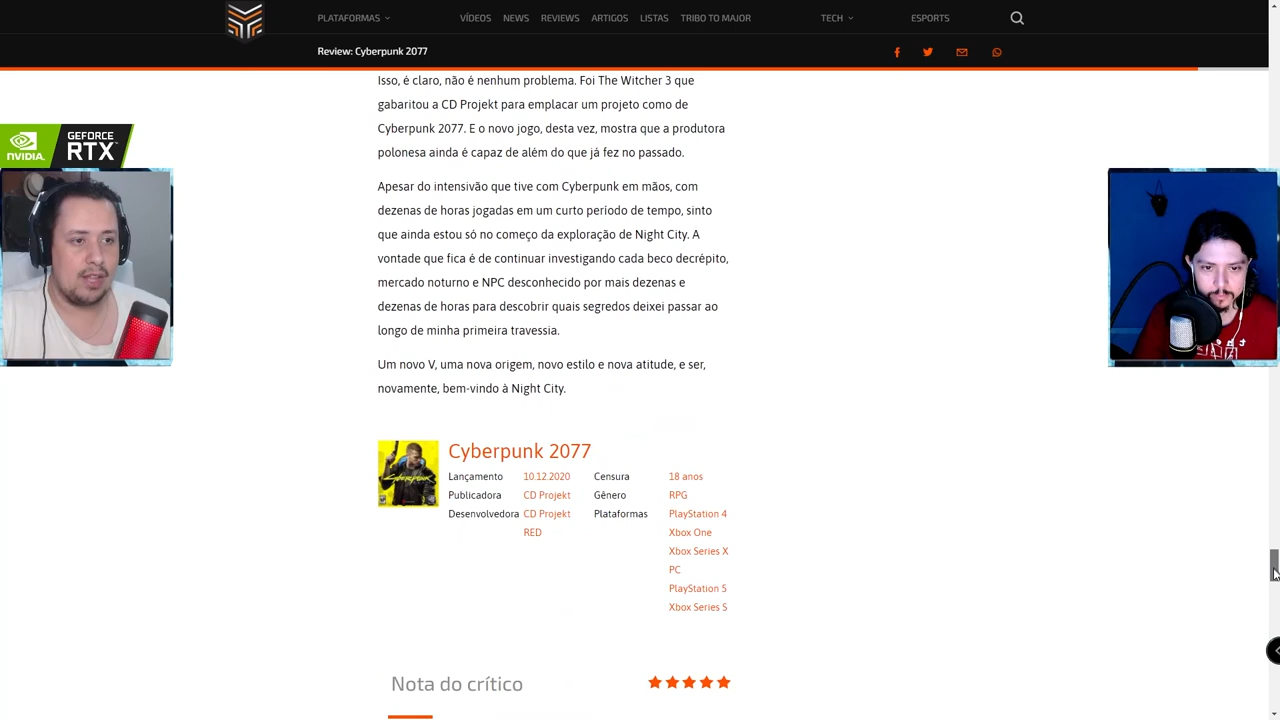 PLATAFORMAS
VÍDEOS NEWS REVIEWS ARTIGOS LISTAS TRIBO TO MAJOR
TECH
ESPORTS
Review: Cyberpunk 2077
Isso, é claro, não é nenhum problema. Foi The Witcher 3 que
gabaritou a CD Projekt para emplacar um projeto como de
Cyberpunk 2077. E o novo jogo, desta vez, mostra que a produtora
polonesa ainda é capaz de além do que já fez no passado.
Apesar do intensivão que tive com Cyberpunk em mãos, com
dezenas de horas jogadas em um curto período de tempo, sinto
que ainda estou só no começo da exploração de Night City. A
vontade que fica é de continuar investigando cada beco decrépito,
mercado noturno e NPC desconhecido por mais dezenas e
dezenas de horas para descobrir quais segredos deixei passar ao
longo de minha primeira travessia.
Um novo V, uma nova origem, novo estilo e nova atitude, e ser,
novamente, bem-vindo à Night City.
NVIDIA.
GEFORCE
RTX
Cyberpunk 2077
Lançamento 10.12.2020 Censura 18 anos
Publicadora CD Projekt Gênero RPG
Desenvolvedora CD Projekt Plataformas PlayStation 4
RED Xbox One
Xbox Series X
PC
PlayStation 5
Xbox Series S
Nota do crítico